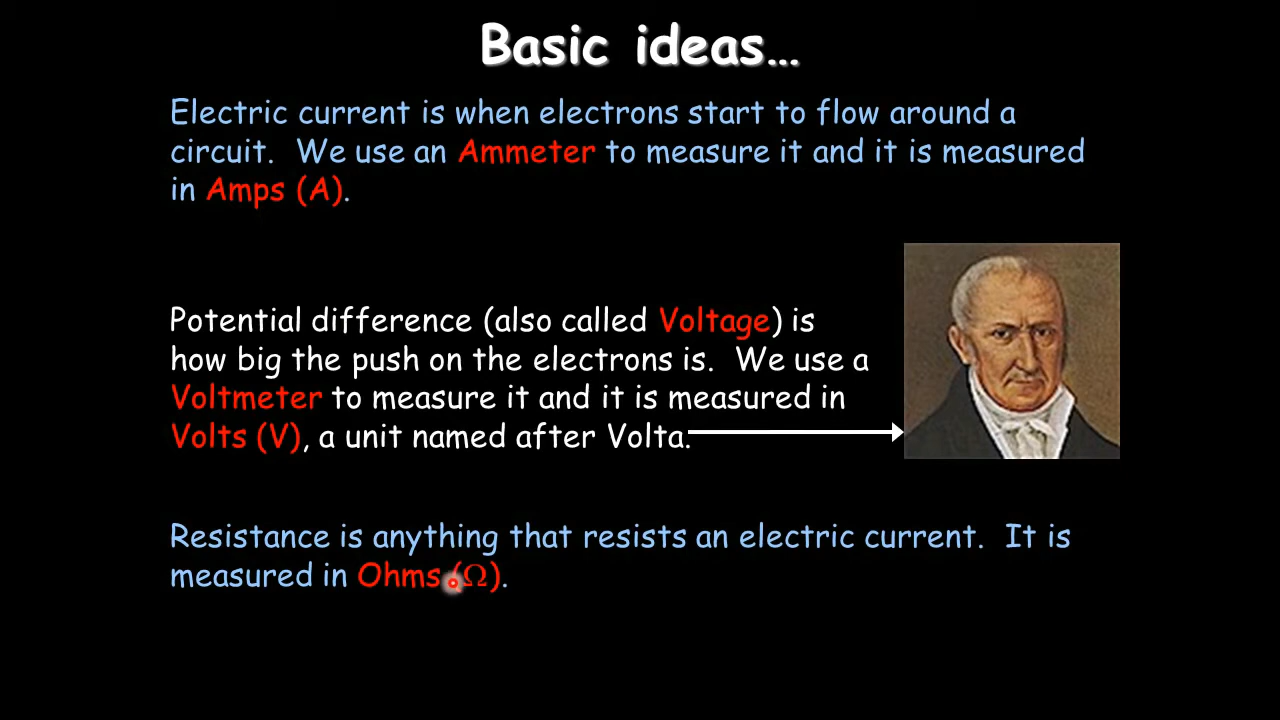 Basic ideas…
Electric current is when electrons start to flow around a
circuit.  We use an Ammeter to measure it and it is measured
in Amps (A).
Potential difference (also called Voltage) is
how big the push on the electrons is.  We use a
Voltmeter to measure it and it is measured in
Volts (V), a unit named after Volta.
Resistance is anything that resists an electric current.  It is
measured in Ohms (Ω).